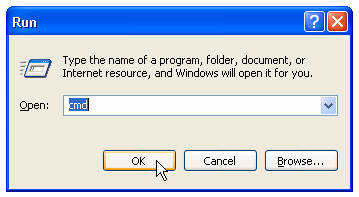 Run
Type the name of a program, folder, document, or
Internet resource, and Windows will open it for you.
Open: cmd
OK Cancel Browse...